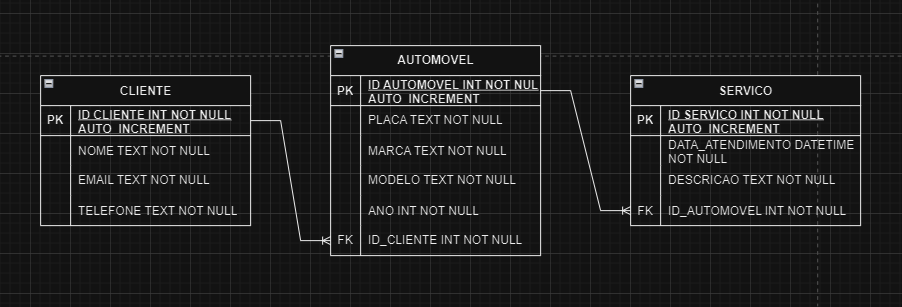 CLIENTE
PK
ID CLIENTE INT NOT NULL
AUTO_INCREMENT
NOME TEXT NOT NULL
EMAIL TEXT NOT NULL
TELEFONE TEXT NOT NULL
AUTOMOVEL
PK
ID AUTOMOVEL INT NOT NUL
AUTO_INCREMENT
PLACA TEXT NOT NULL
MARCA TEXT NOT NULL
MODELO TEXT NOT NULL
ANO INT NOT NULL
FK
ID_CLIENTE INT NOT NULL
SERVICO
PK
ID SERVICO INT NOT NULL
AUTO_INCREMENT
DATA_ATENDIMENTO DATETIME
NOT NULL
DESCRICAO TEXT NOT NULL
FK
ID_AUTOMOVEL INT NOT NULL